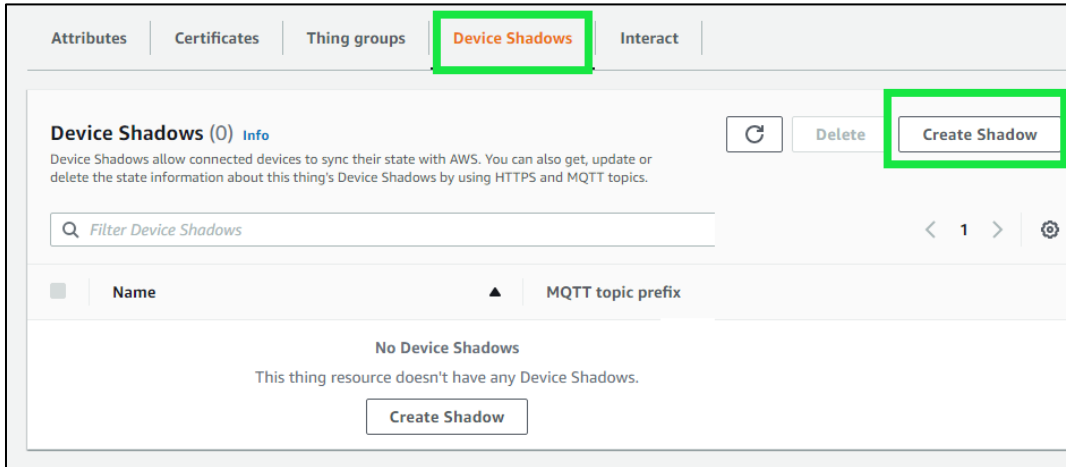 Attributes
Certificates
Thing groups
Device Shadows
Interact
Device Shadows (0) Info
Delete
Create Shadow
Device Shadows allow connected devices to sync their state with AWS. You can also get, update or
delete the state information about this thing's Device Shadows by using HTTPS and MQTT topics.
Filter Device Shadows
1
Name
MQTT topic prefix
No Device Shadows
This thing resource doesn't have any Device Shadows.
Create Shadow